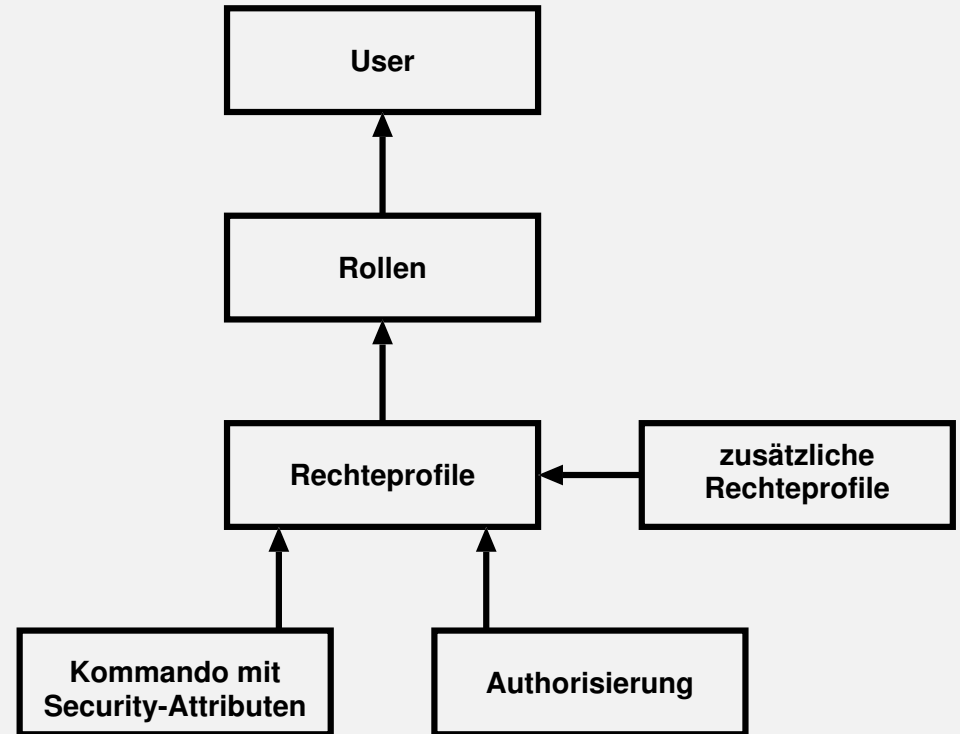 User
Rollen
Rechteprofile
zusätzliche
Rechteprofile
Kommando mit
Security-Attributen
Authorisierung